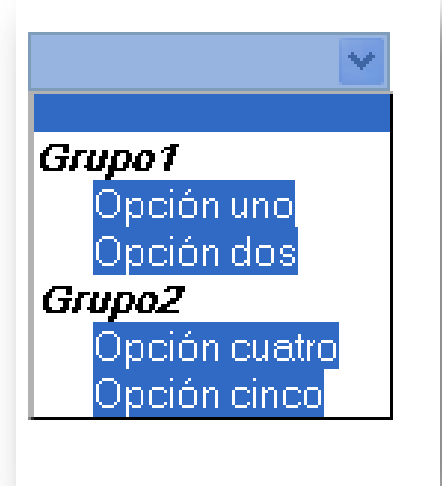 Grupo1
Opción uno
Opción dos
Grupo2
Opción cuatro
Opción cinco